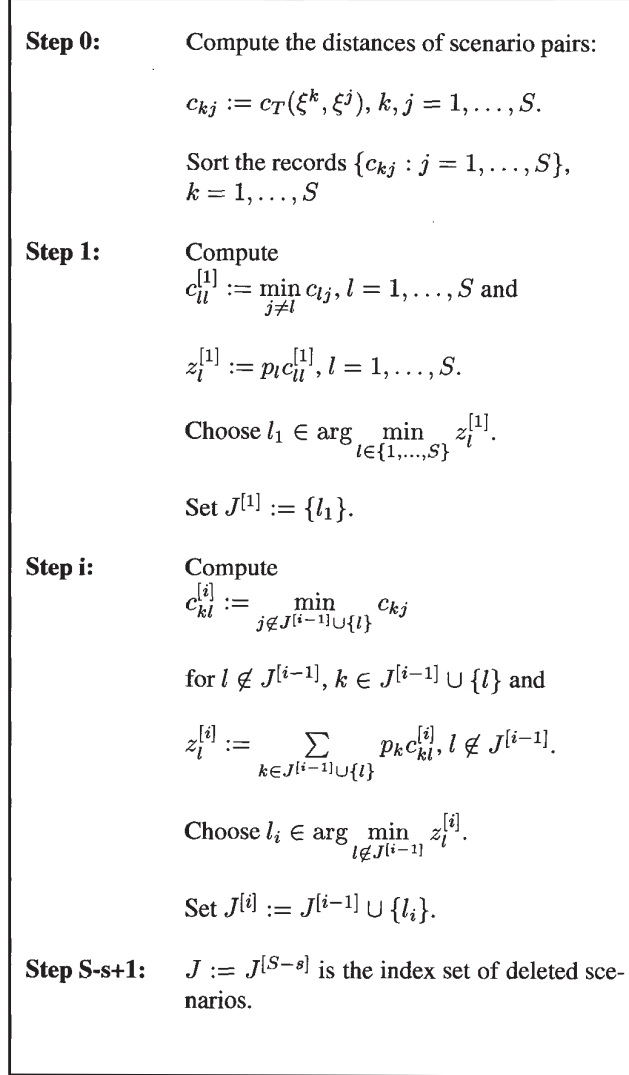 Step 0: Compute the distances of scenario pairs:
c_{kj} := c_T(ξ^k, ξ^j), k, j = 1, . . . , S.
Sort the records {c_{kj} : j = 1, . . . , S},
k = 1, . . . , S
Step 1: Compute
c_{ll}^{[1]} := min_{j≠l} c_{lj}, l = 1, . . . , S and
z_l^{[1]} := p_l c_{ll}^{[1]}, l = 1, . . . , S.
Choose l_1 ∈ arg min_{l∈{1,...,S}} z_l^{[1]}.
Set J^{[1]} := {l_1}.
Step i: Compute
c_{kl}^{[i]} := min_{j∉J^{[i−1]}∪{l}} c_{kj}
for l ∉ J^{[i−1]}, k ∈ J^{[i−1]} ∪ {l} and
z_l^{[i]} := ∑_{k∈J^{[i−1]}∪{l}} p_k c_{kl}^{[i]}, l ∉ J^{[i−1]}.
Choose l_i ∈ arg min_{l∉J^{[i−1]}} z_l^{[i]}.
Set J^{[i]} := J^{[i−1]} ∪ {l_i}.
Step S-s+1: J := J^{[S−s]} is the index set of deleted sce-
narios.